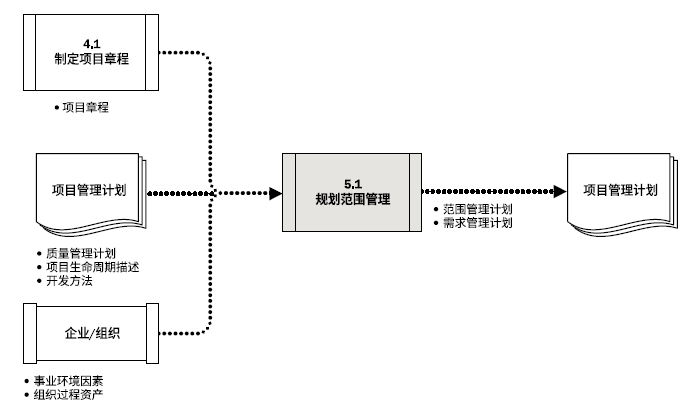 4.1
制定项目章程
• 项目章程
项目管理计划
• 质量管理计划
• 项目生命周期描述
• 开发方法
企业/组织
• 事业环境因素
• 组织过程资产
5.1
规划范围管理
• 范围管理计划
• 需求管理计划
项目管理计划